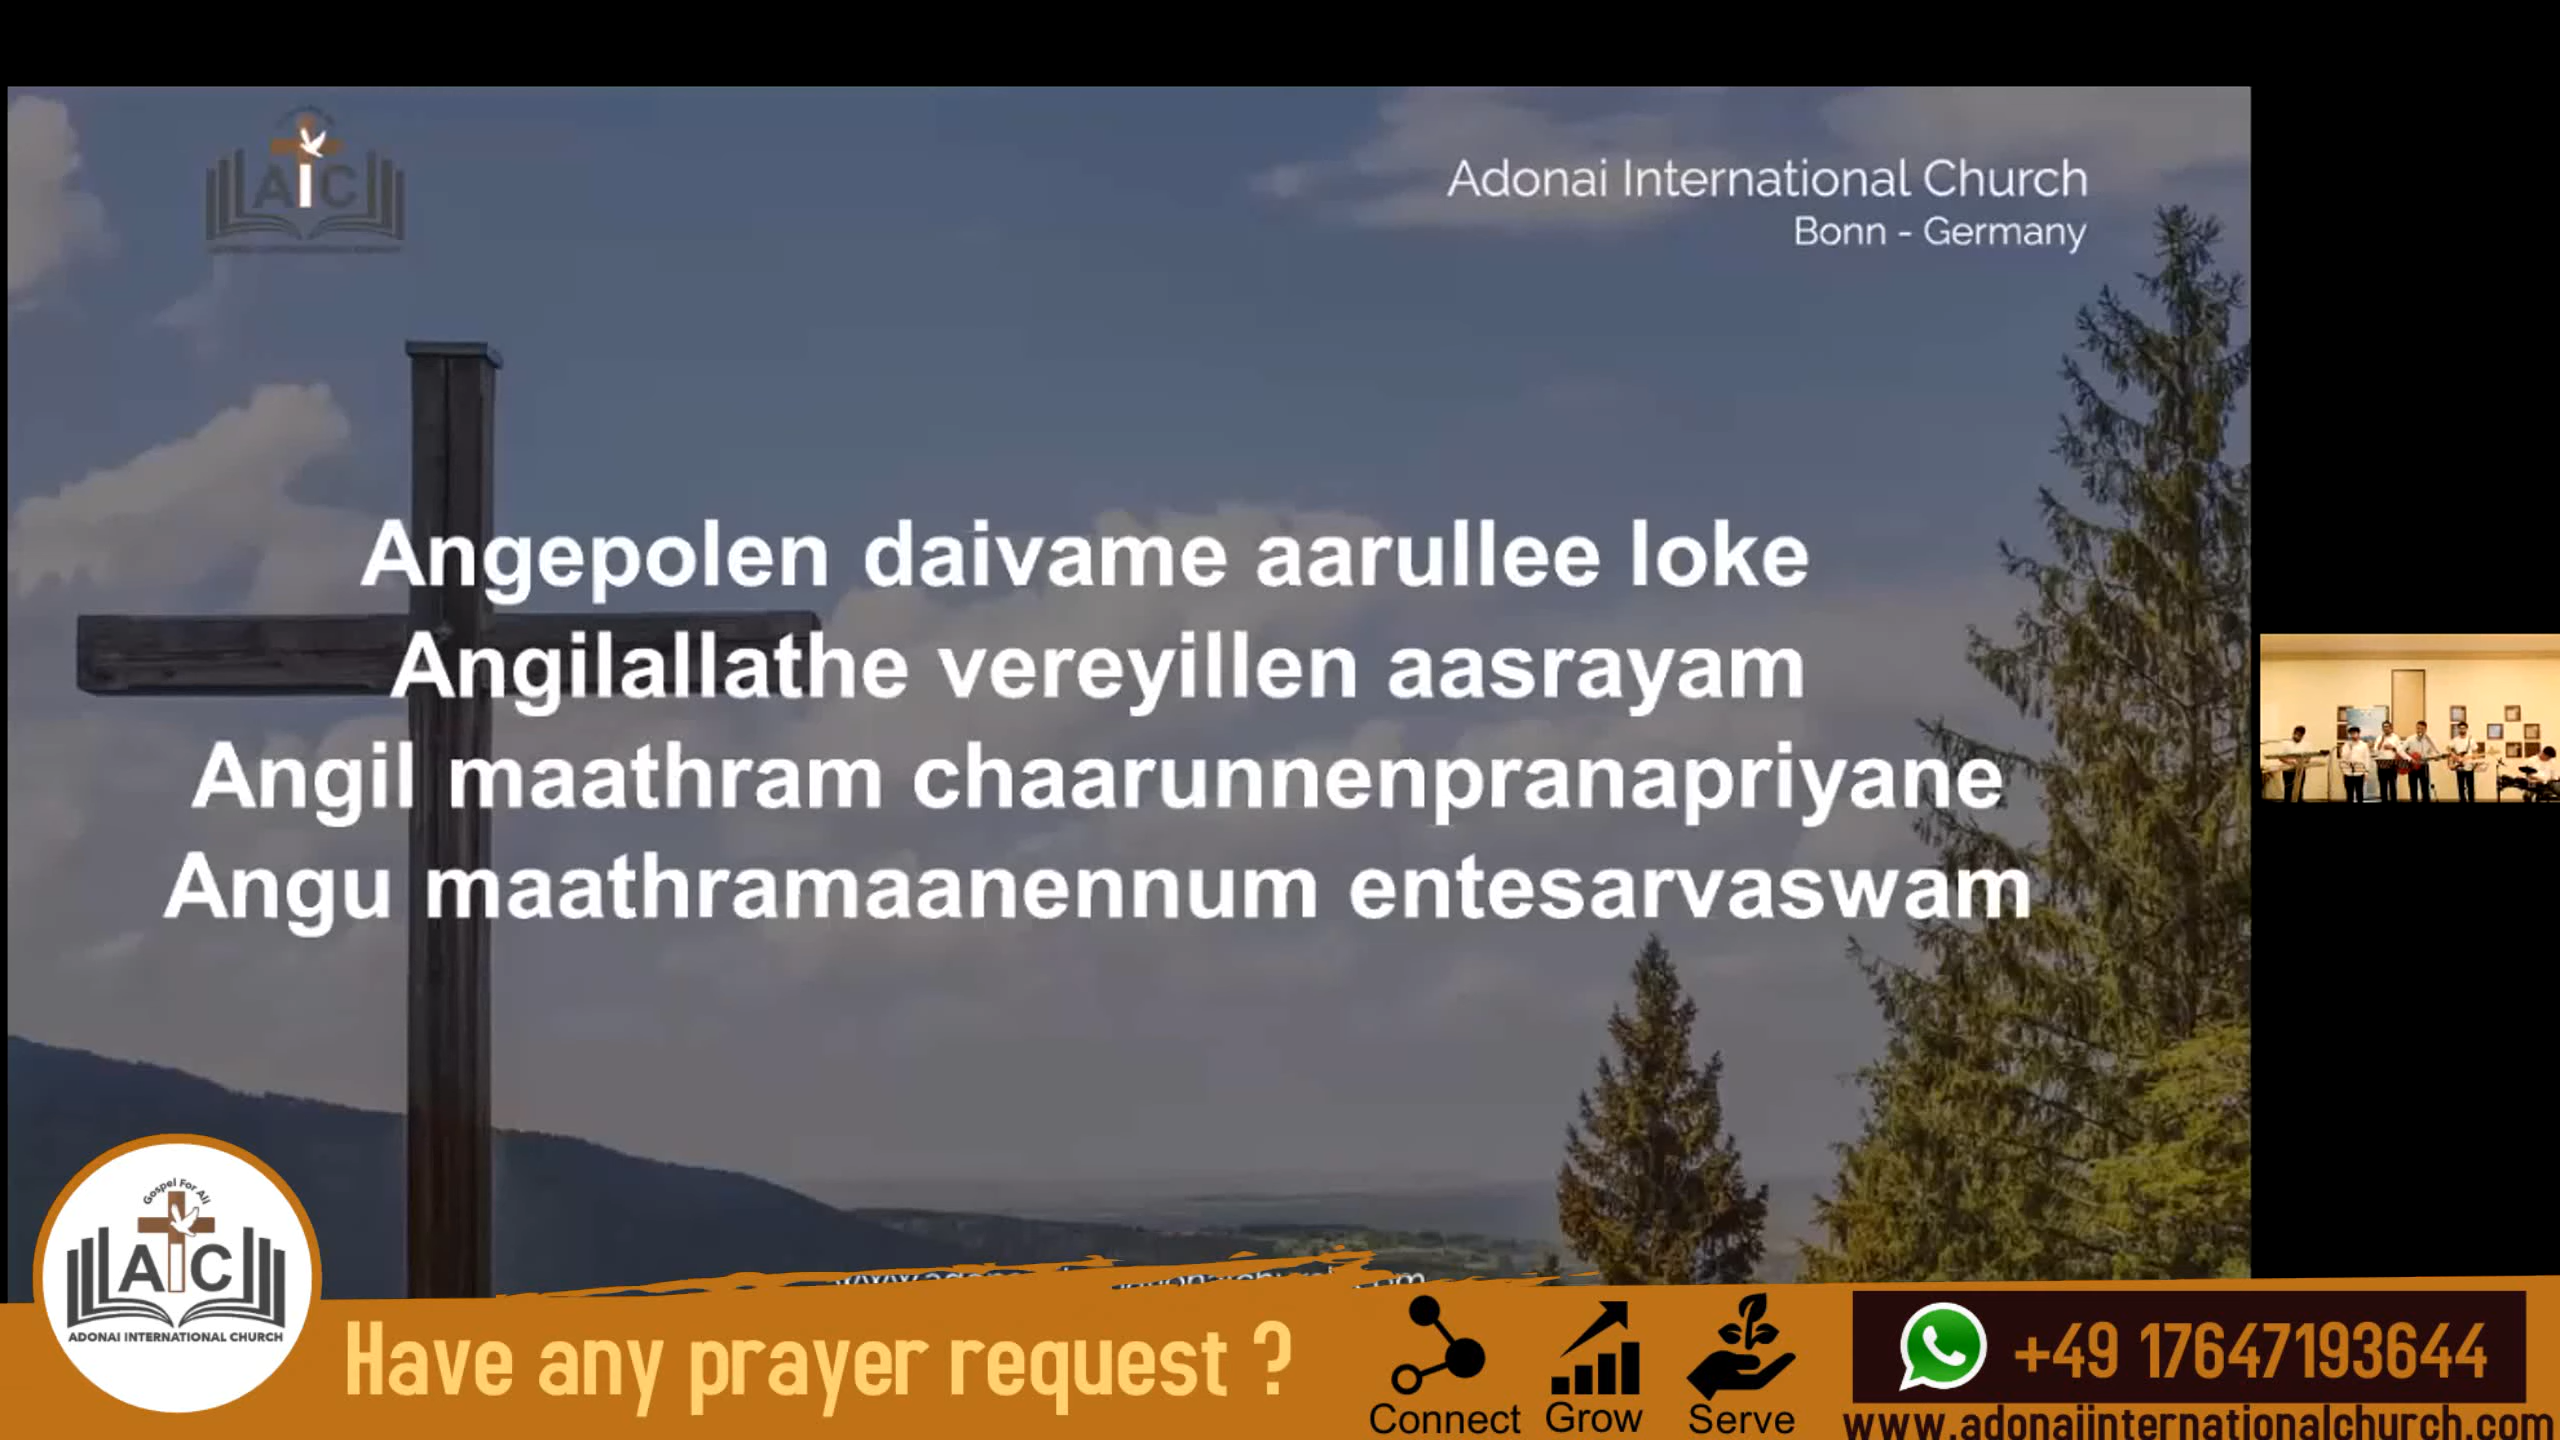 AIC
Adonai International Church
Bonn - Germany
Angepolen daivame aarullee loke
Angilallathe vereyillen aasrayam
Angil maathram chaarunnenpranapriyane
Angu maathramaanennum entesarvaswam
Gospel For All
AIC
ADONAI INTERNATIONAL CHURCH
Have any prayer request ?
Connect Grow Serve
+49 17647193644
www.adonaiinternationalchurch.com